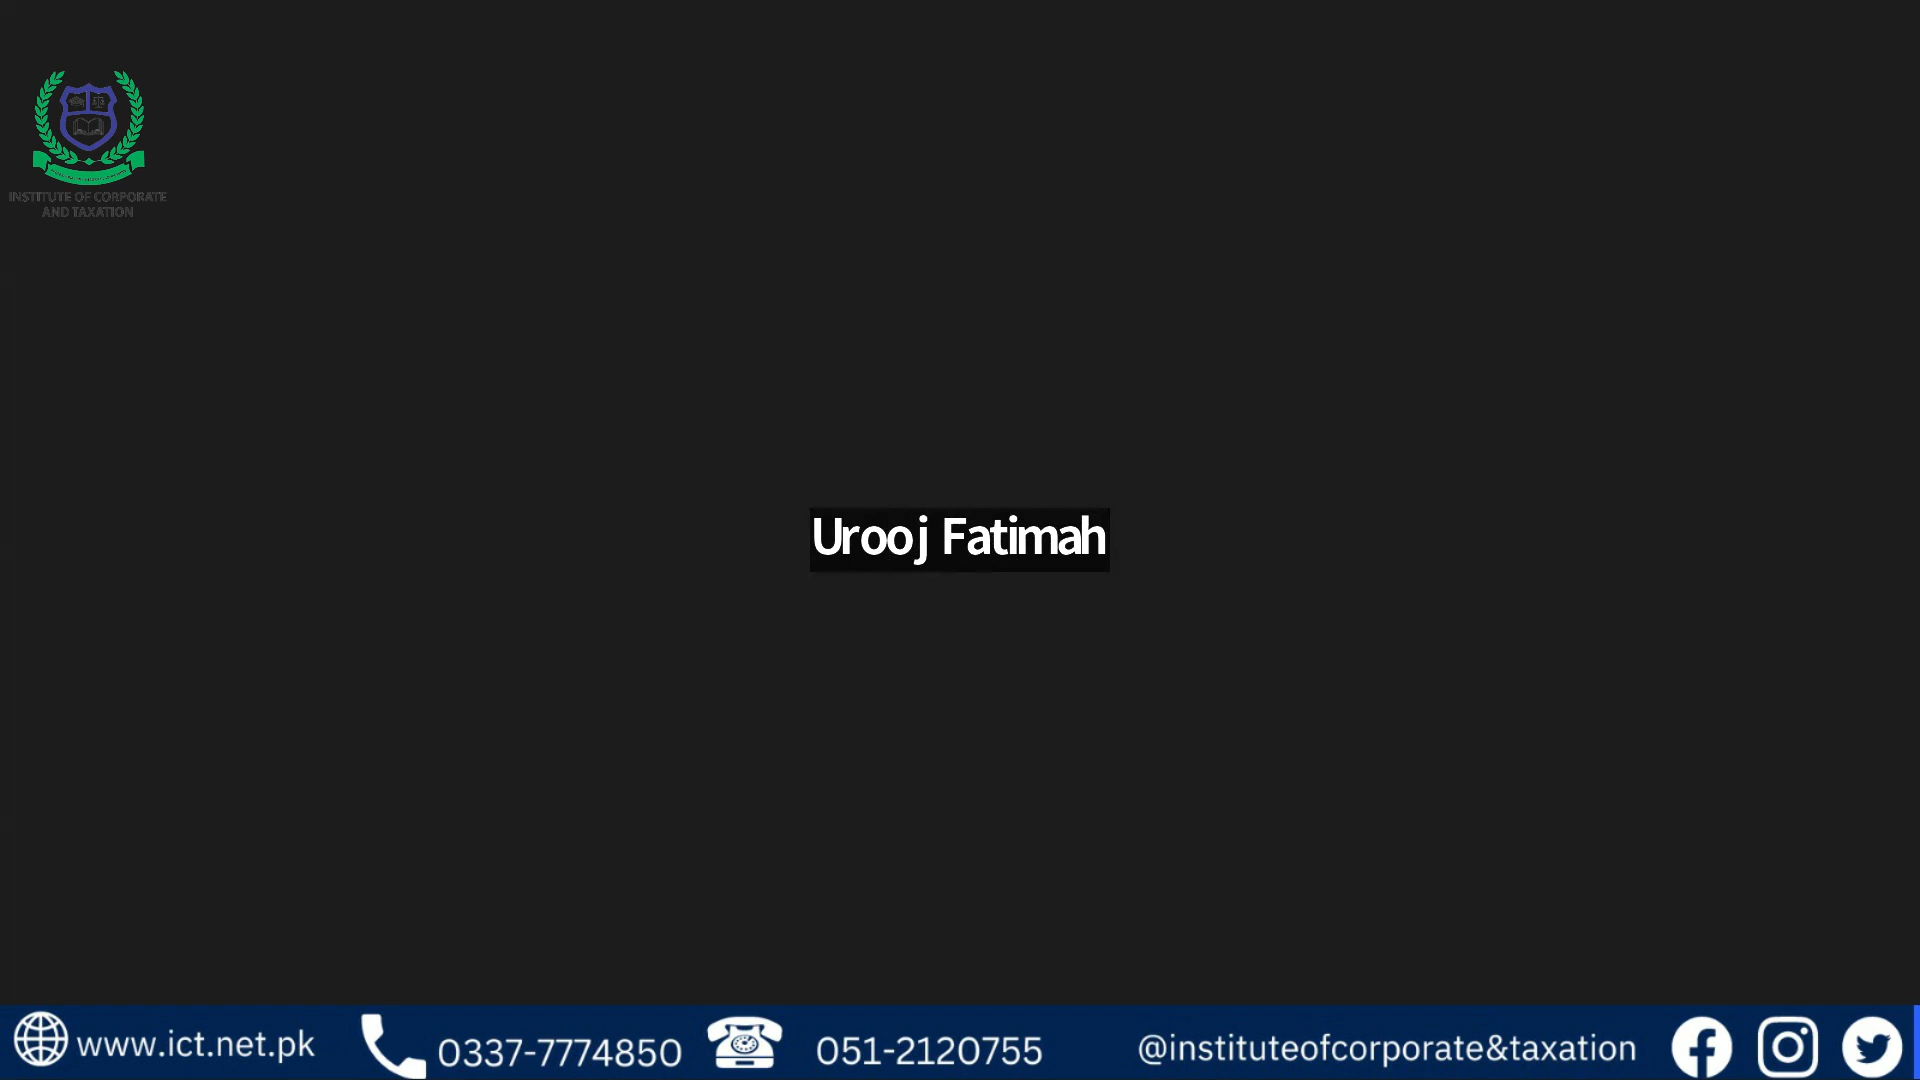 INSTITUTE OF CORPORATE
AND TAXATION
Urooj Fatimah
www.ict.net.pk
0337-7774850
051-2120755
@instituteofcorporate&taxation